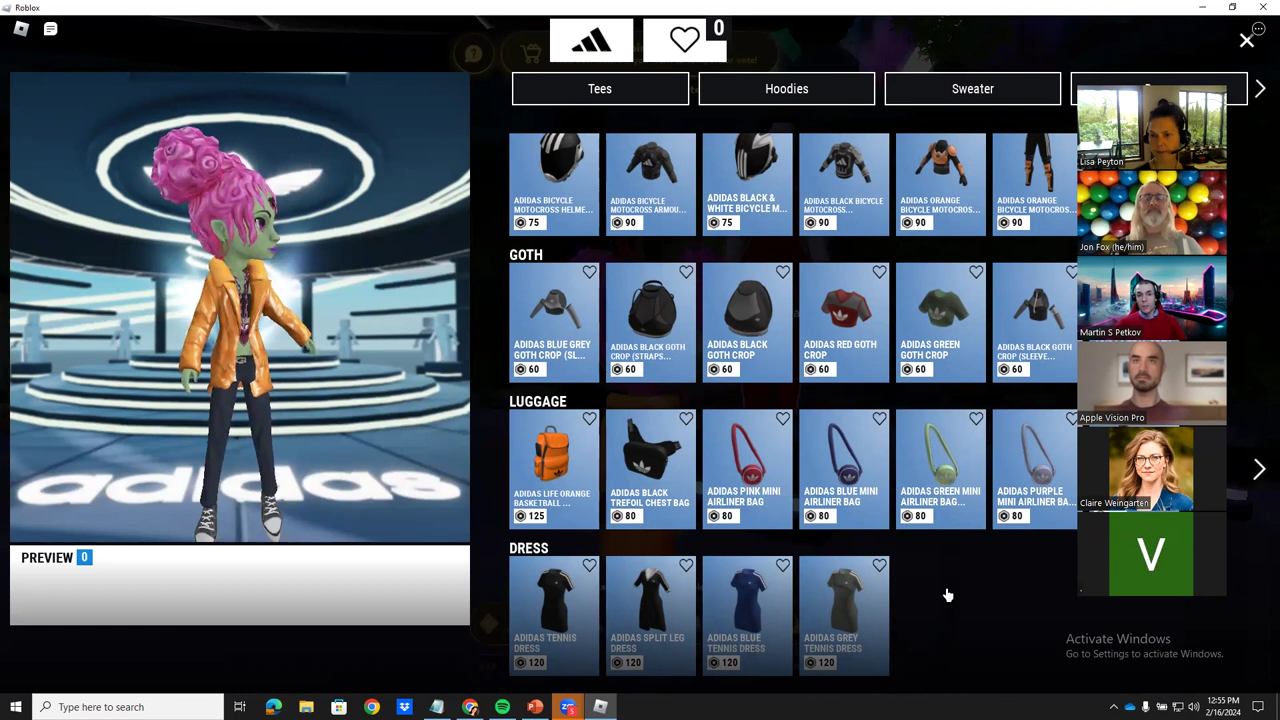 Roblox
0
Tees
Hoodies
Sweater
ADIDAS BICYCLE
MOTOCROSS HELME...
75
ADIDAS BICYCLE
MOTOCROSS ARMOU...
90
ADIDAS BLACK &
WHITE BICYCLE M...
75
ADIDAS BLACK BICYCLE
MOTOCROSS...
90
ADIDAS ORANGE
BICYCLE MOTOCROS...
90
ADIDAS ORANGE
BICYCLE MOTOCROS...
90
GOTH
ADIDAS BLUE GREY
GOTH CROP (SL...
60
ADIDAS BLACK GOTH
CROP (STRAPS...
60
ADIDAS BLACK
GOTH CROP
60
ADIDAS RED GOTH
CROP
60
ADIDAS GREEN
GOTH CROP
60
ADIDAS BLACK GOTH
CROP (SLEEVE...
60
LUGGAGE
ADIDAS LIFE ORANGE
BASKETBALL ...
125
ADIDAS BLACK
TREFOIL CHEST BAG
80
ADIDAS PINK MINI
AIRLINER BAG
80
ADIDAS BLUE MINI
AIRLINER BAG
80
ADIDAS GREEN MINI
AIRLINER BAG...
80
ADIDAS PURPLE
MINI AIRLINER BA...
80
DRESS
ADIDAS TENNIS
DRESS
120
ADIDAS SPLIT LEG
DRESS
120
ADIDAS BLUE
TENNIS DRESS
120
ADIDAS GREY
TENNIS DRESS
120
adidas
PREVIEW 0
Lisa Peyton
Jon Fox (he/him)
Martin S Petkov
Apple Vision Pro
Claire Weingarten
V
.
Activate Windows
Go to Settings to activate Windows.
Type here to search
12:55 PM
2/16/2024